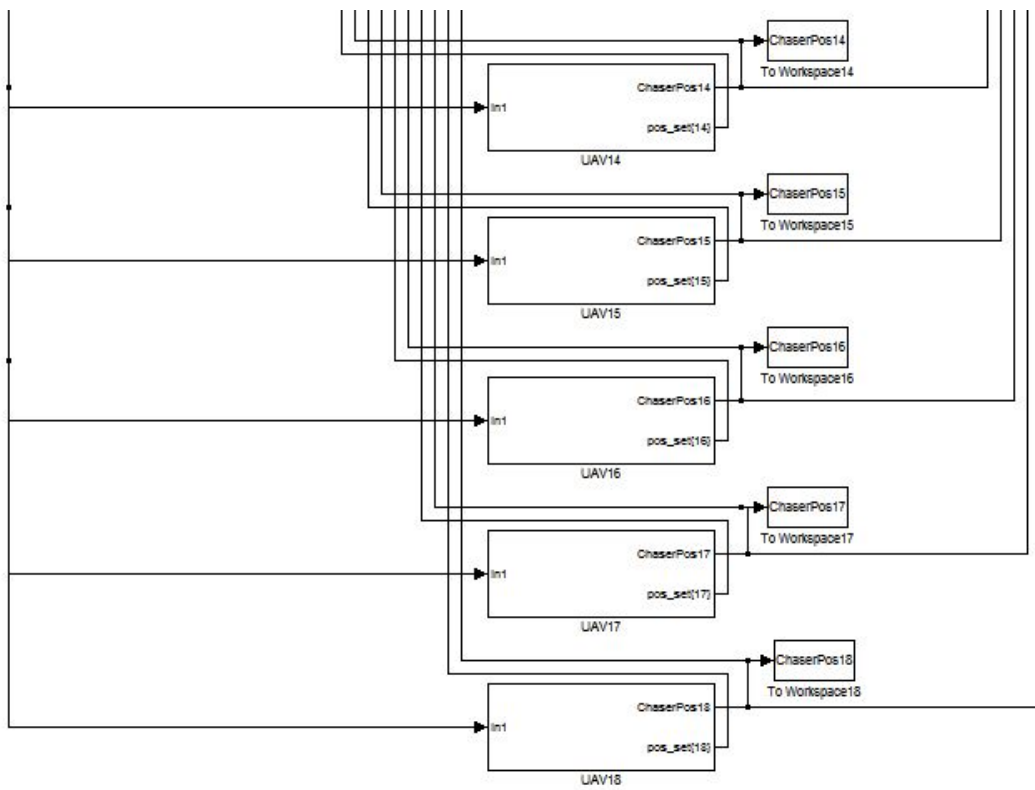 ChaserPos14
To Workspace14
ChaserPos14
In1
pos_set{14}
UAV14
ChaserPos15
To Workspace15
ChaserPos15
In1
pos_set{15}
UAV15
ChaserPos16
To Workspace16
ChaserPos16
In1
pos_set{16}
UAV16
ChaserPos17
To Workspace17
ChaserPos17
In1
pos_set{17}
UAV17
ChaserPos18
To Workspace18
ChaserPos18
In1
pos_set{18}
UAV18